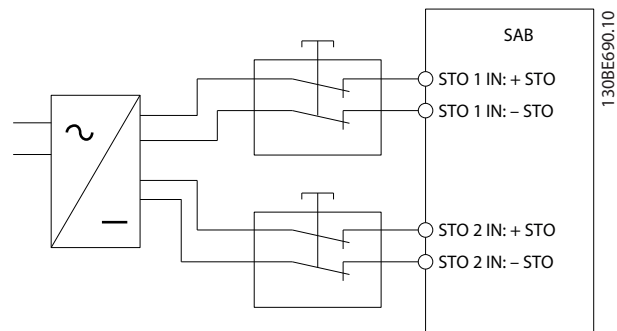 SAB
STO 1 IN: + STO
STO 1 IN: – STO
STO 2 IN: + STO
STO 2 IN: – STO
130BE690.10